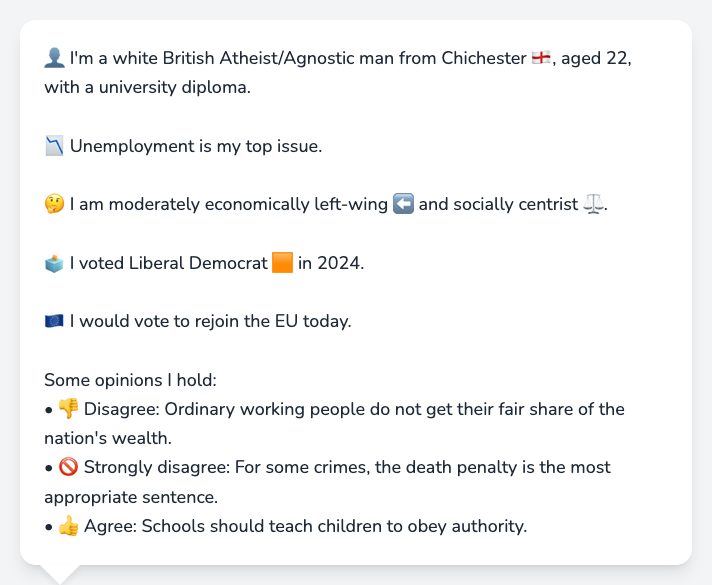 👤 I'm a white British Atheist/Agnostic man from Chichester 🏴󠁧󠁢󠁥󠁮󠁧󠁿, aged 22,
with a university diploma.
📉 Unemployment is my top issue.
🤔 I am moderately economically left-wing ⬅️ and socially centrist ⚖️.
🗳️ I voted Liberal Democrat 🟧 in 2024.
🇪🇺 I would vote to rejoin the EU today.
Some opinions I hold:
• 👎 Disagree: Ordinary working people do not get their fair share of the
nation's wealth.
• 🚫 Strongly disagree: For some crimes, the death penalty is the most
appropriate sentence.
• 👍 Agree: Schools should teach children to obey authority.